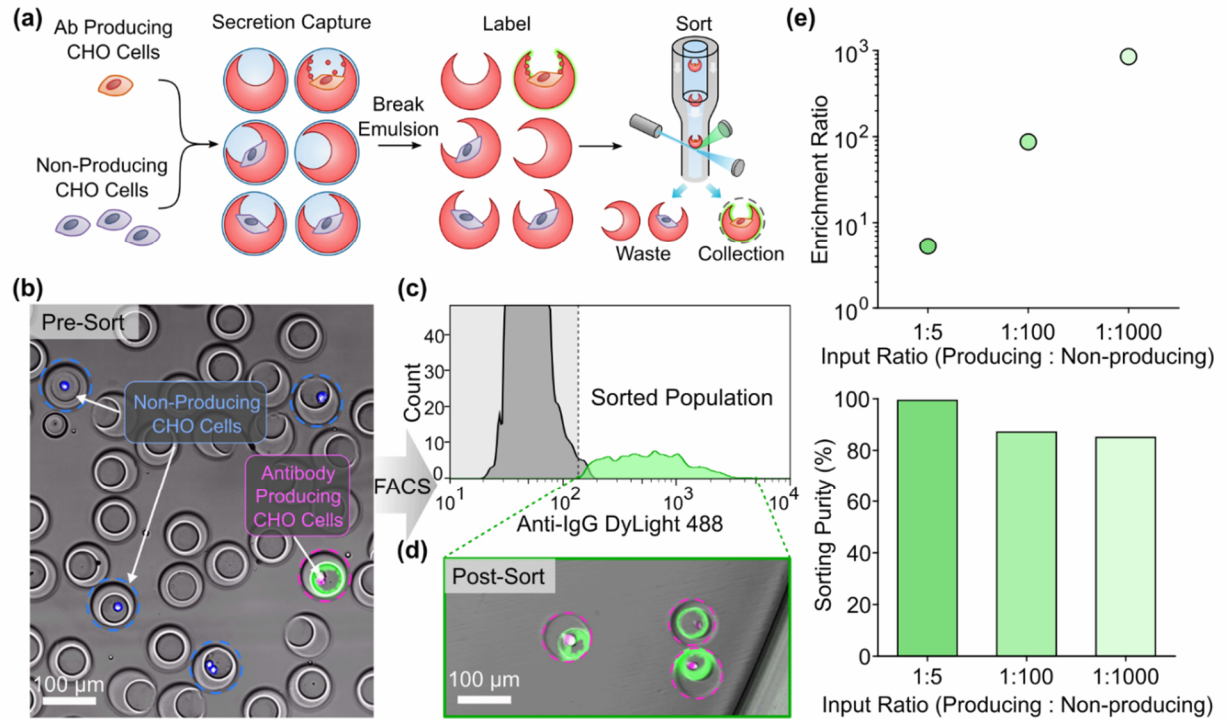 (a)
Ab Producing
CHO Cells
Non-Producing
CHO Cells
Secretion Capture
Break
Emulsion
Label
Sort
Waste
Collection
(b)
Pre-Sort
Non-Producing
CHO Cells
Antibody
Producing
CHO Cells
100 µm
FACS
(c)
Count
40
30
20
10
0
Sorted Population
10¹ 10² 10³ 10⁴
Anti-IgG DyLight 488
(d)
Post-Sort
100 µm
(e)
Enrichment Ratio
10³
10²
10¹
10⁰
1:5 1:100 1:1000
Input Ratio (Producing : Non-producing)
Sorting Purity (%)
100
80
60
40
20
0
1:5 1:100 1:1000
Input Ratio (Producing : Non-producing)